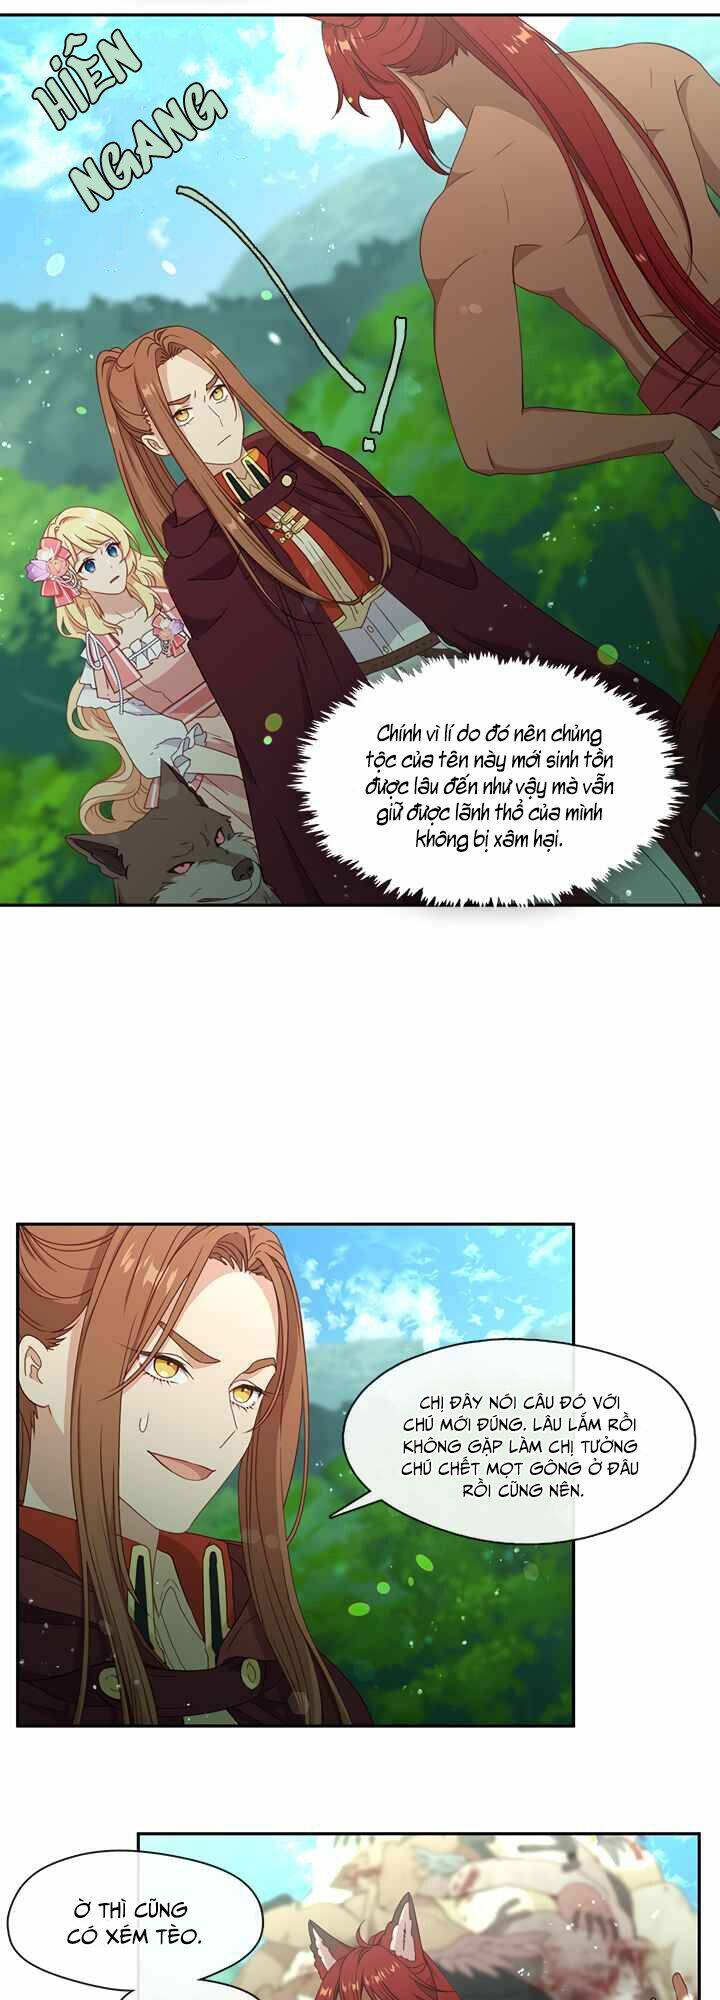 HIÊN
NGANG
Chính vì lí do đó nên chủng
tộc của tên này mới sinh tồn
được lâu đến như vậy mà vẫn
giữ được lãnh thổ của mình
không bị xâm hại.
CHỊ ĐÂY NÓI CÂU ĐÓ VỚI
CHÚ MỚI ĐÚNG. LÂU LẮM RỒI
KHÔNG GẶP LÀM CHỊ TƯỞNG
CHÚ CHẾT MỌT GÔNG Ở ĐÂU
RỒI CŨNG NÊN.
Ờ THÌ CŨNG
CÓ XÉM TÈO.